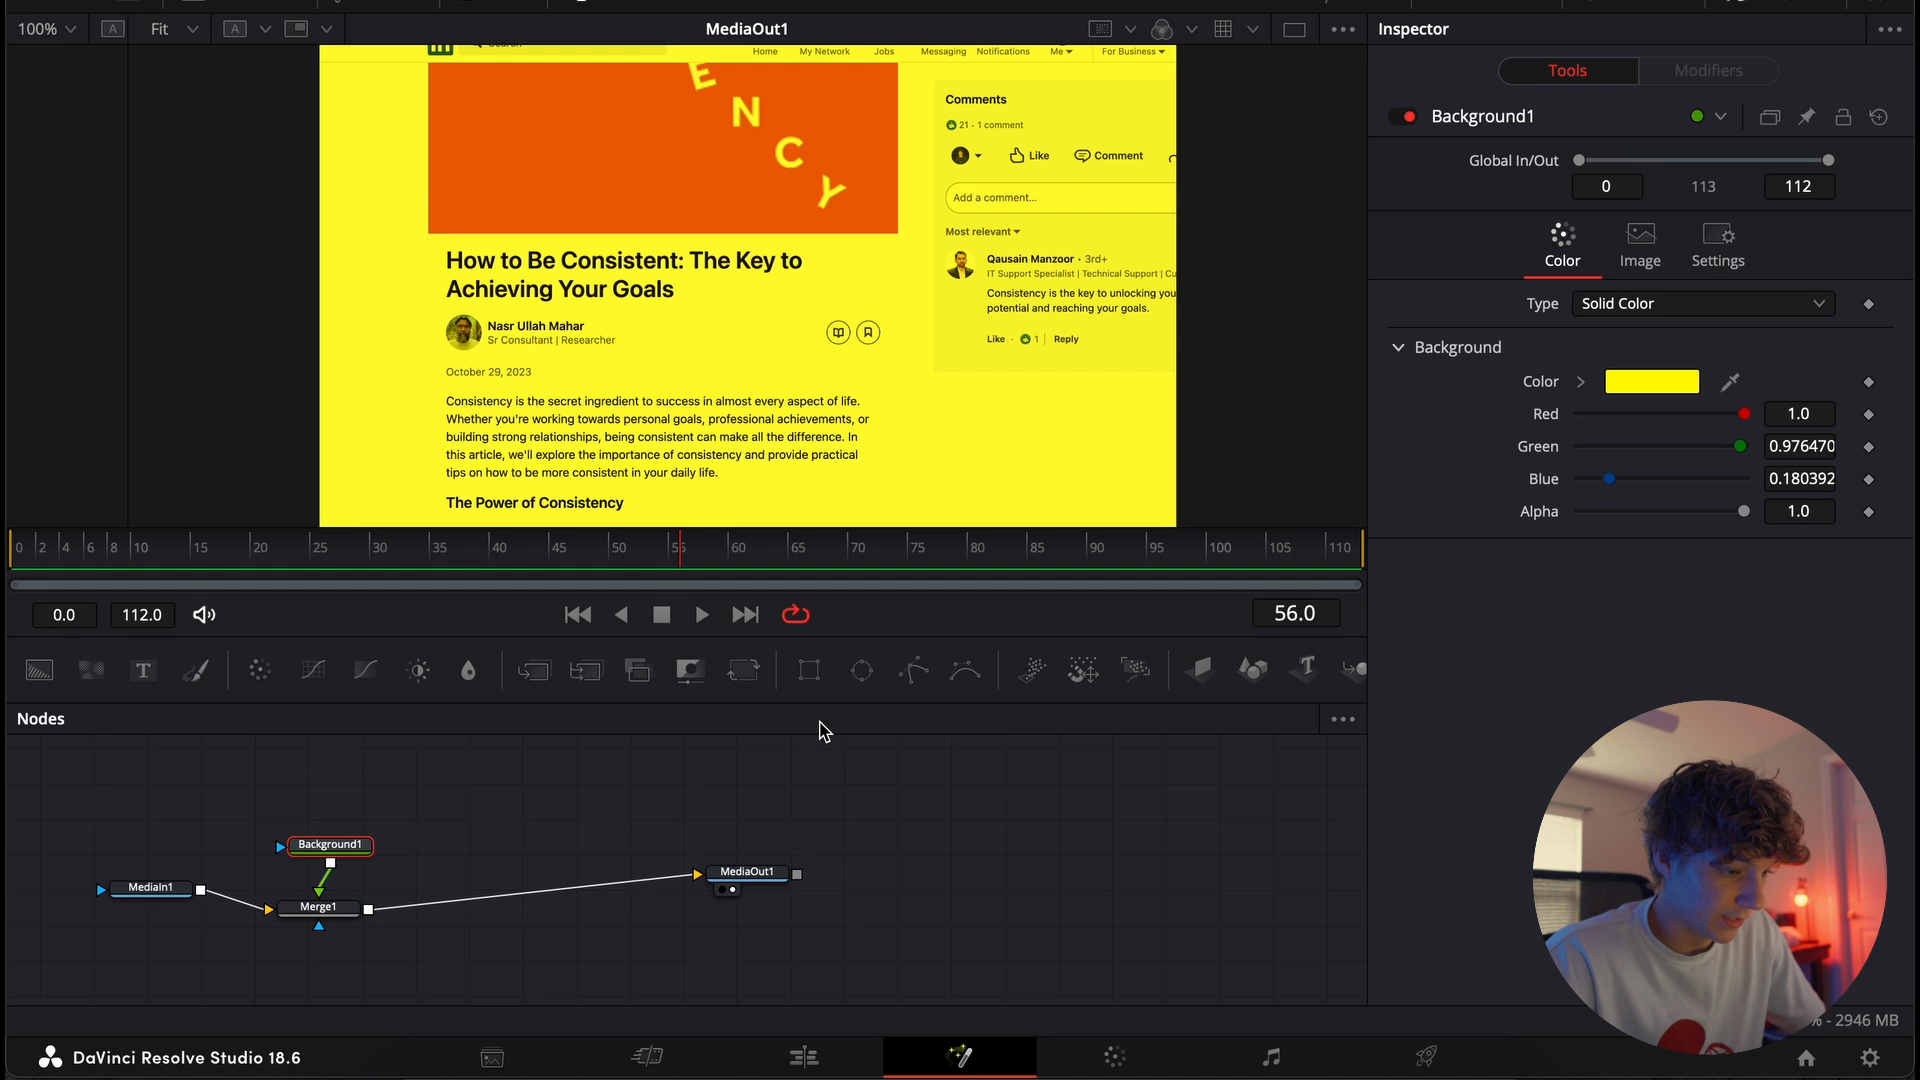 100%
A
Fit
A
MediaOut1
Inspector
Home
My Network
Jobs
Messaging
Notifications
Me
For Business
E
N
C
Y
Comments
21 · 1 comment
Like
Comment
Add a comment...
Most relevant
Qausain Manzoor · 3rd+
IT Support Specialist | Technical Support | Cu
Consistency is the key to unlocking you
potential and reaching your goals.
Like · 1 | Reply
How to Be Consistent: The Key to
Achieving Your Goals
Nasr Ullah Mahar
Sr Consultant | Researcher
October 29, 2023
Consistency is the secret ingredient to success in almost every aspect of life.
Whether you're working towards personal goals, professional achievements, or
building strong relationships, being consistent can make all the difference. In
this article, we'll explore the importance of consistency and provide practical
tips on how to be more consistent in your daily life.
The Power of Consistency
Tools
Modifiers
Background1
Global In/Out
0
113
112
Color
Image
Settings
Type
Solid Color
Background
Color
Red
1.0
Green
0.976470
Blue
0.180392
Alpha
1.0
0 2 4 6 8 10 15 20 25 30 35 40 45 50 55 60 65 70 75 80 85 90 95 100 105 110
0.0
112.0
56.0
T
Nodes
Background1
MediaIn1
Merge1
MediaOut1
% - 2946 MB
DaVinci Resolve Studio 18.6